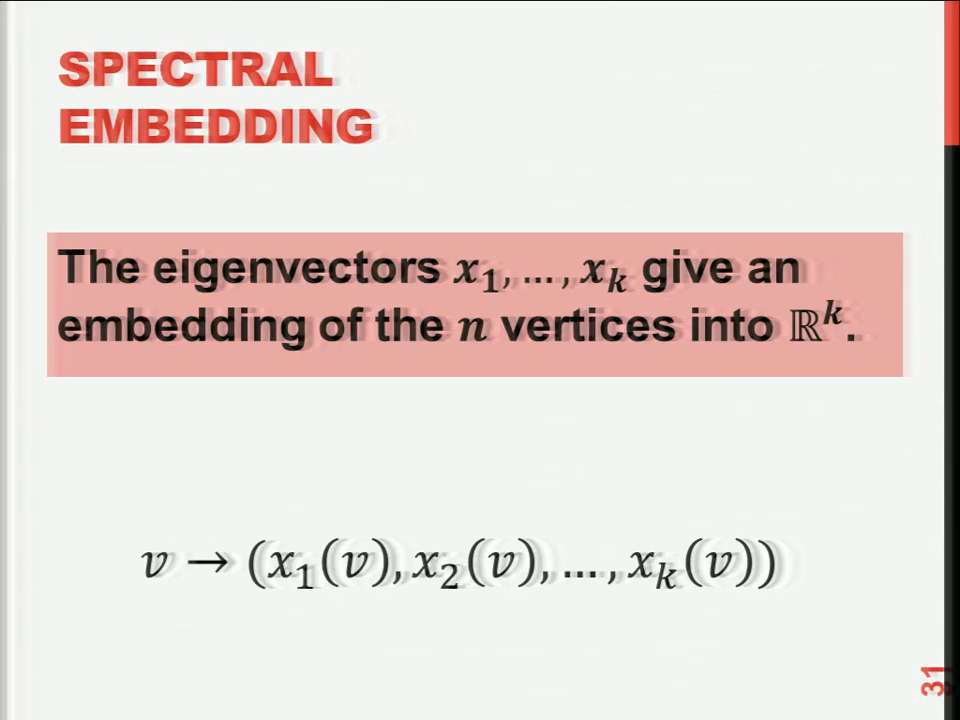 SPECTRAL
EMBEDDING
The eigenvectors x₁, … , xₖ give an
embedding of the n vertices into ℝᵏ.
v → (x₁(v), x₂(v), … , xₖ(v))
31